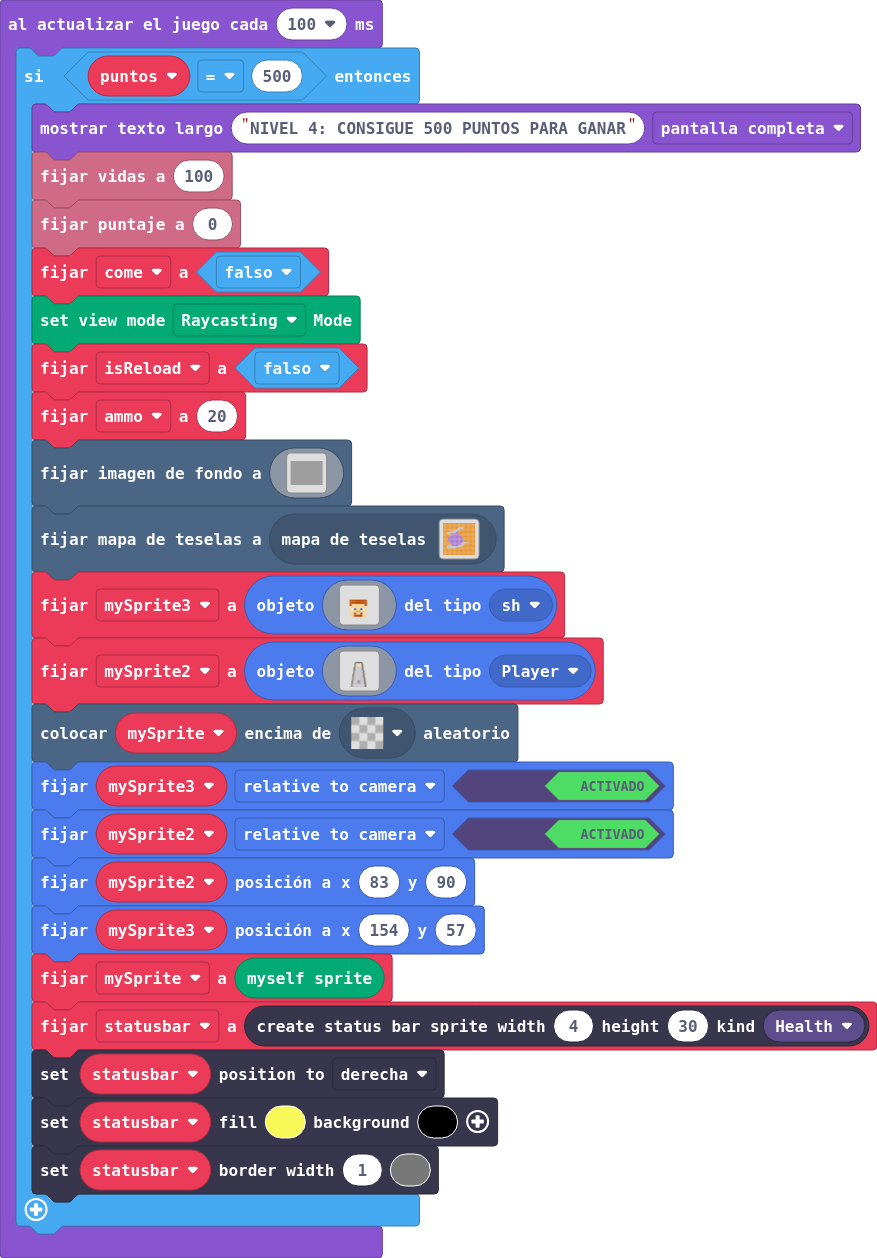 al actualizar el juego cada 100 ms
si puntos = 500 entonces
mostrar texto largo "NIVEL 4: CONSIGUE 500 PUNTOS PARA GANAR" pantalla completa
fijar vidas a 100
fijar puntaje a 0
fijar come a falso
set view mode Raycasting Mode
fijar isReload a falso
fijar ammo a 20
fijar imagen de fondo a
fijar mapa de teselas a mapa de teselas
fijar mySprite3 a objeto del tipo sh
fijar mySprite2 a objeto del tipo Player
colocar mySprite encima de aleatorio
fijar mySprite3 relative to camera ACTIVADO
fijar mySprite2 relative to camera ACTIVADO
fijar mySprite2 posición a x 83 y 90
fijar mySprite3 posición a x 154 y 57
fijar mySprite a myself sprite
fijar statusbar a create status bar sprite width 4 height 30 kind Health
set statusbar position to derecha
set statusbar fill background
set statusbar border width 1